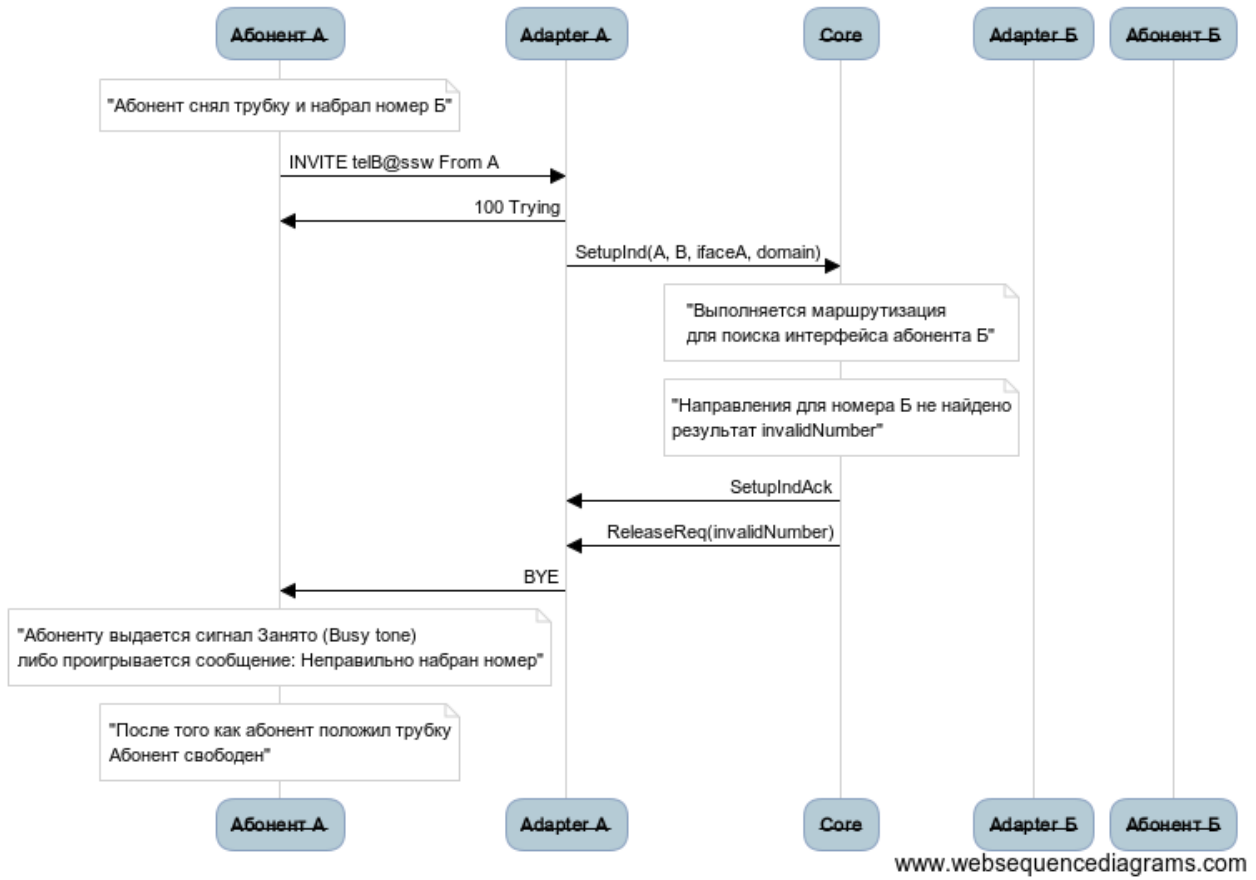 Абонент А
Adapter A
Core
Adapter Б
Абонент Б
"Абонент снял трубку и набрал номер Б"
INVITE telB@ssw From A
100 Trying
SetupInd(A, B, ifaceA, domain)
"Выполняется маршрутизация
для поиска интерфейса абонента Б"
"Направления для номера Б не найдено
результат invalidNumber"
SetupIndAck
ReleaseReq(invalidNumber)
BYE
"Абоненту выдается сигнал Занято (Busy tone)
либо проигрывается сообщение: Неправильно набран номер"
"После того как абонент положил трубку
Абонент свободен"
Абонент А
Adapter A
Core
Adapter Б
Абонент Б
www.websequencediagrams.com